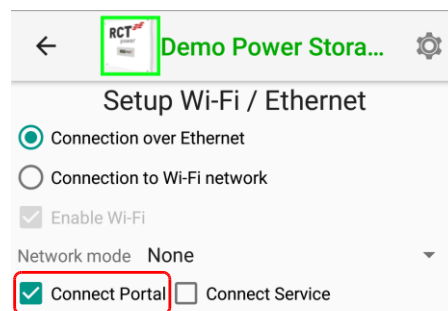 RCT
power
Demo Power Stora...
Setup Wi-Fi / Ethernet
Connection over Ethernet
Connection to Wi-Fi network
Enable Wi-Fi
Network mode None
Connect Portal Connect Service